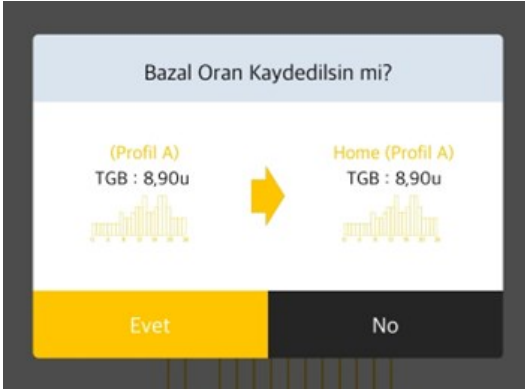 Bazal Oran Kaydedilsin mi?
(Profil A) Home (Profil A)
TGB : 8,90u TGB : 8,90u
Evet No